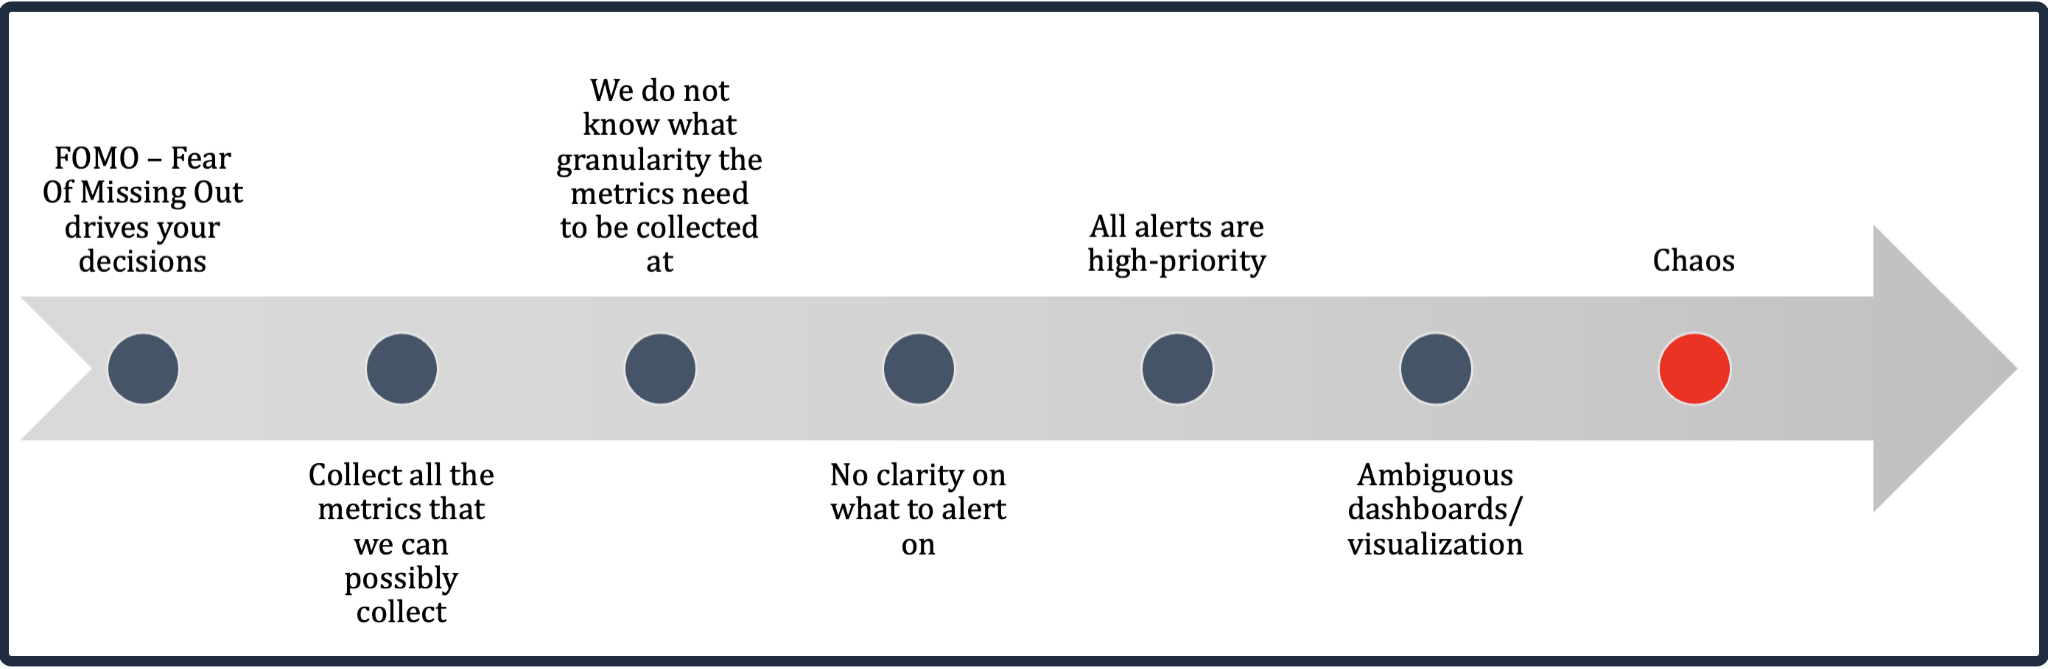 FOMO – Fear
Of Missing Out
drives your
decisions
Collect all the
metrics that
we can
possibly
collect
We do not
know what
granularity the
metrics need
to be collected
at
No clarity on
what to alert
on
All alerts are
high-priority
Ambiguous
dashboards/
visualization
Chaos